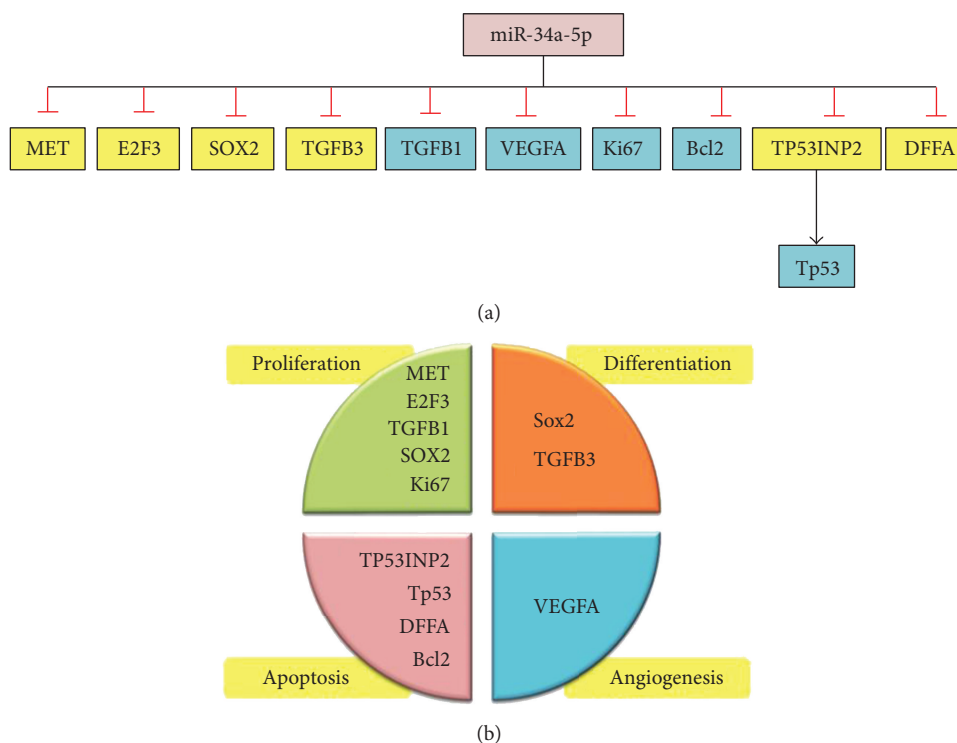 miR-34a-5p
MET E2F3 SOX2 TGFB3 TGFB1 VEGFA Ki67 Bcl2 TP53INP2 DFFA
Tp53
(a)
Proliferation
MET
E2F3
TGFB1
SOX2
Ki67
Differentiation
Sox2
TGFB3
TP53INP2
Tp53
DFFA
Bcl2
Apoptosis
VEGFA
Angiogenesis
(b)